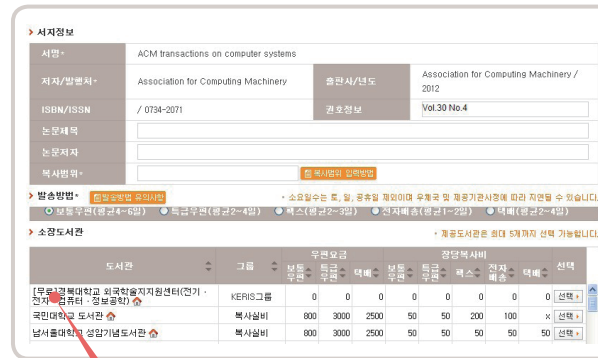 서지정보
서명* ACM transactions on computer systems
저자/발행처* Association for Computing Machinery 출판사/년도 Association for Computing Machinery / 2012
ISBN/ISSN / 0734-2071 권호정보 Vol.30 No.4
논문제목
논문저자
복사범위* 복사범위 입력방법
발송방법* 발송방법 유의사항 * 소요일수는 토, 일, 공휴일 제외이며 우체국 및 제공기관사정에 따라 지연될 수 있습니다
보통우편(평균4~6일) 특급우편(평균2~4일) 팩스(평균2~3일) 전자배송(평균1~2일) 택배(평균2~4일)
소장도서관 * 제공도서관은 최대 5개까지 선택 가능합니다
도서관 그룹 우편요금 장당복사비 선택
보통우편 특급우편 택배 보통우편 특급우편 팩스 전자배송 택배
[무료]경북대학교 외국학술지지원센터(전기·전자·컴퓨터·정보공학) KERIS그룹 0 0 0 0 0 0 0 0 선택
국민대학교 도서관 복사실비 800 3000 2500 50 50 200 100 x 선택
남서울대학교 성암기념도서관 복사실비 800 3000 2500 50 50 50 50 50 선택